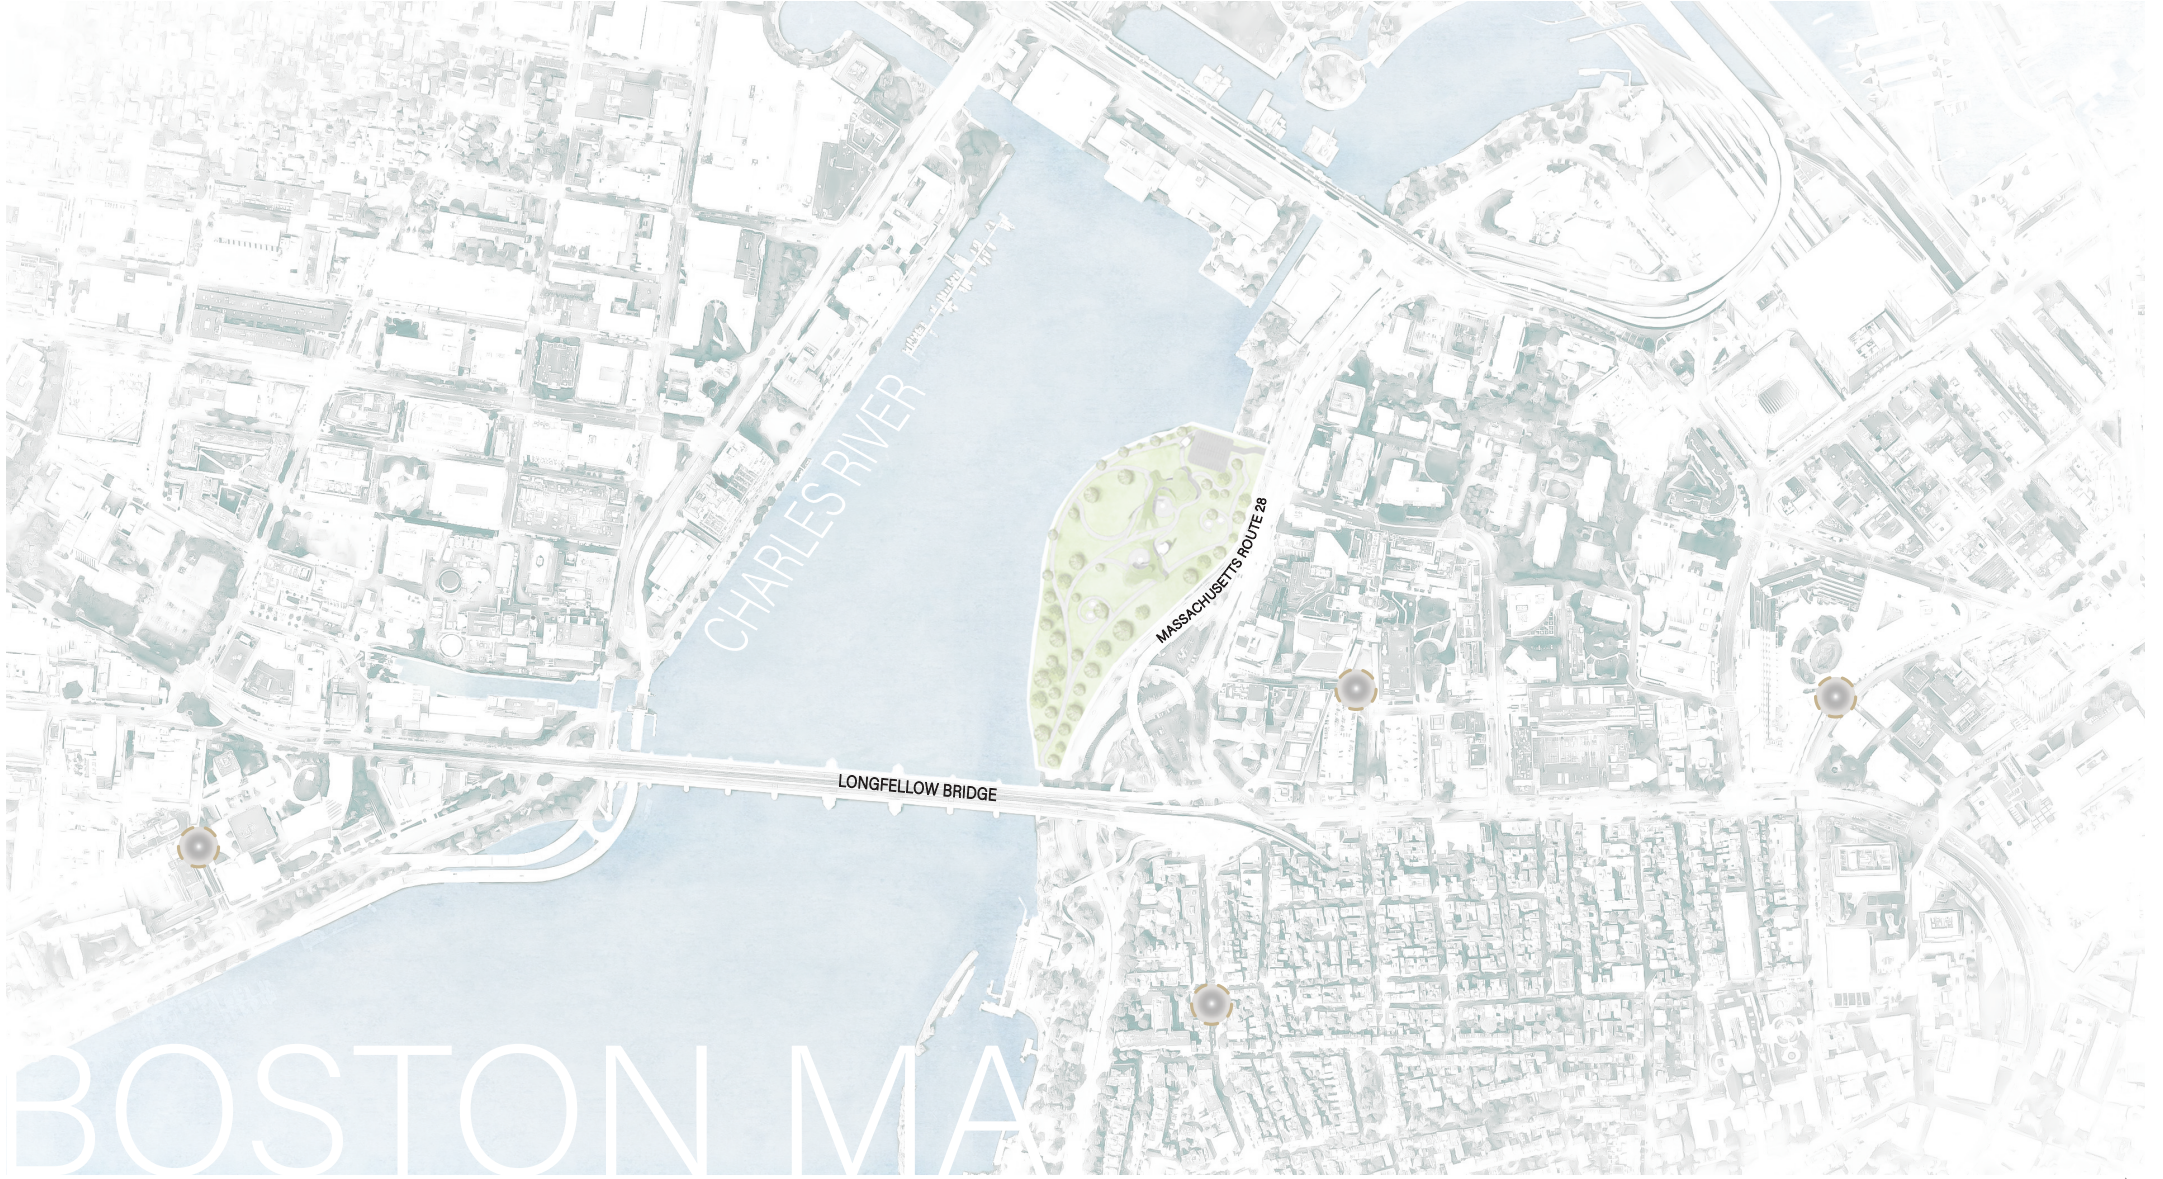 CHARLES RIVER
MASSACHUSETTS ROUTE 28
LONGFELLOW BRIDGE
BOSTON MA